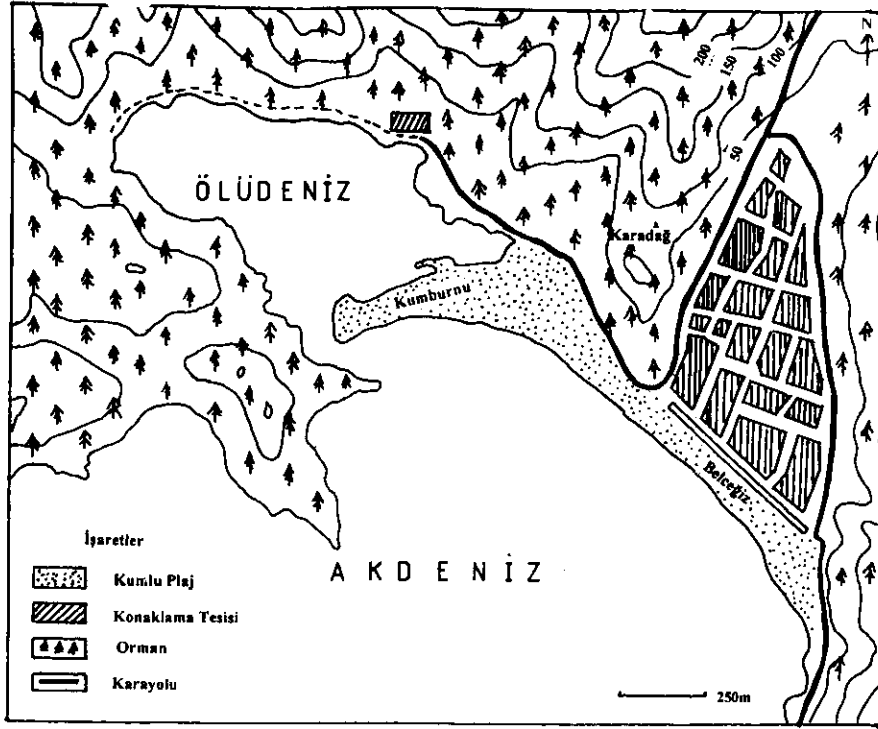 N
200
150
100
50
ÖLÜDENİZ
Karadağ
Kumburnu
Belceğiz
AKDENİZ
İşaretler
Kumlu Plaj
Konaklama Tesisi
Orman
Karayolu
250m